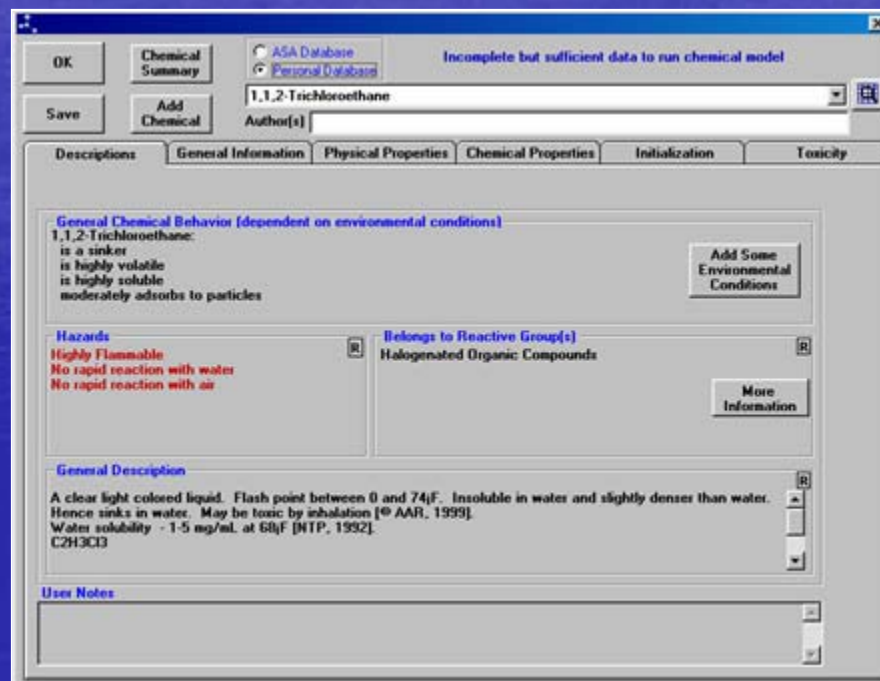 OK
Chemical Summary
ASA Database
Personal Database
Incomplete but sufficient data to run chemical model
1,1,2-Trichloroethane
Save
Add Chemical
Author(s)
Descriptions
General Information
Physical Properties
Chemical Properties
Initialization
Toxicity
General Chemical Behavior (dependent on environmental conditions)
1,1,2-Trichloroethane:
is a sinker
is highly volatile
is highly soluble
moderately adsorbs to particles
Add Some
Environmental
Conditions
Hazards
R
Highly Flammable
No rapid reaction with water
No rapid reaction with air
Belongs to Reactive Group(s)
R
Halogenated Organic Compounds
More
Information
General Description
R
A clear light colored liquid. Flash point between 0 and 74¡F. Insoluble in water and slightly denser than water.
Hence sinks in water. May be toxic by inhalation [© AAR, 1999].
Water solubility - 1-5 mg/mL at 68¡F [NTP, 1992].
C2H3Cl3
User Notes